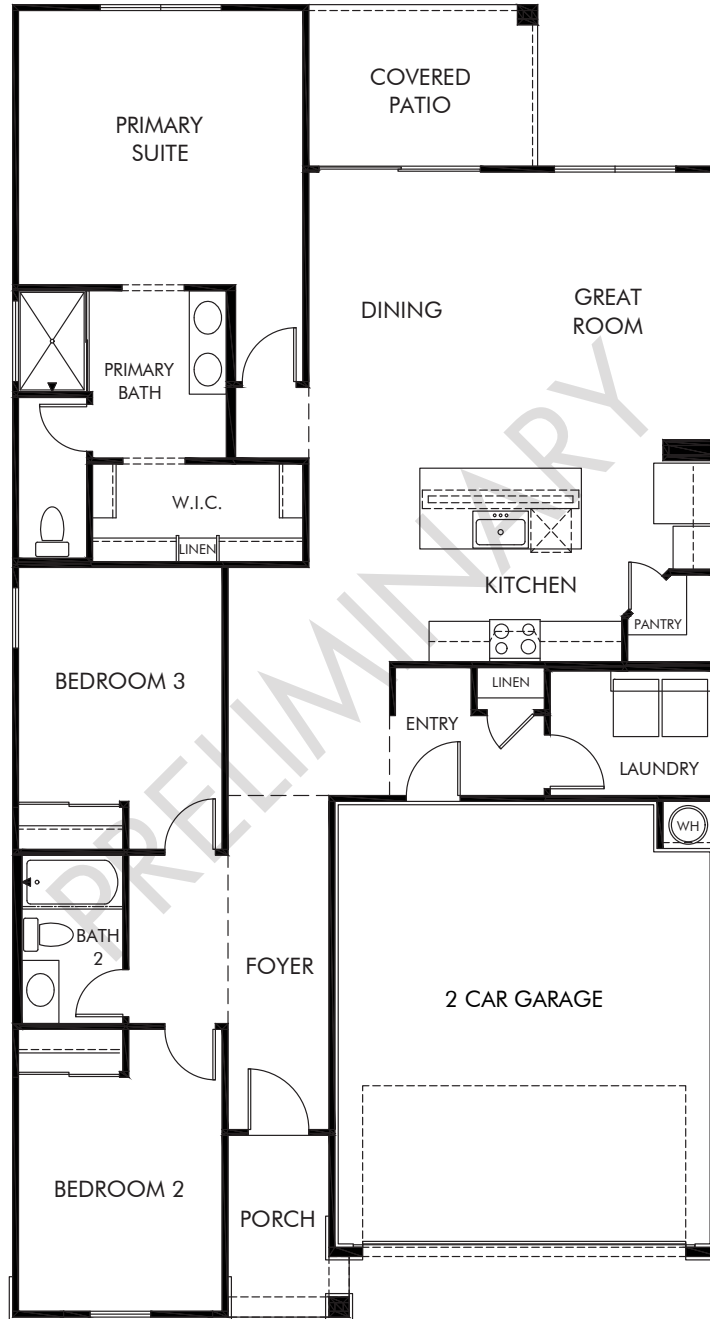 COVERED
PATIO
PRIMARY
SUITE
DINING
GREAT
ROOM
PRIMARY
BATH
W.I.C.
LINEN
KITCHEN
PANTRY
BEDROOM 3
LINEN
ENTRY
LAUNDRY
WH
BATH
2
FOYER
2 CAR GARAGE
BEDROOM 2
PORCH
PRELIMINARY